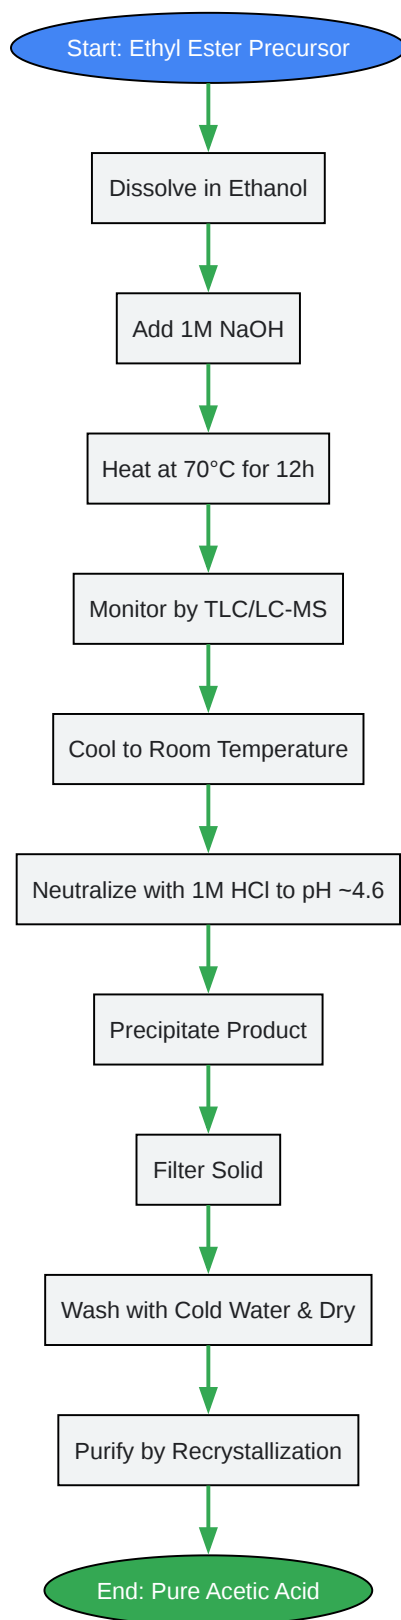 Start: Ethyl Ester Precursor
Dissolve in Ethanol
Add 1M NaOH
Heat at 70°C for 12h
Monitor by TLC/LC-MS
Cool to Room Temperature
Neutralize with 1M HCl to pH ~4.6
Precipitate Product
Filter Solid
Wash with Cold Water & Dry
Purify by Recrystallization
End: Pure Acetic Acid